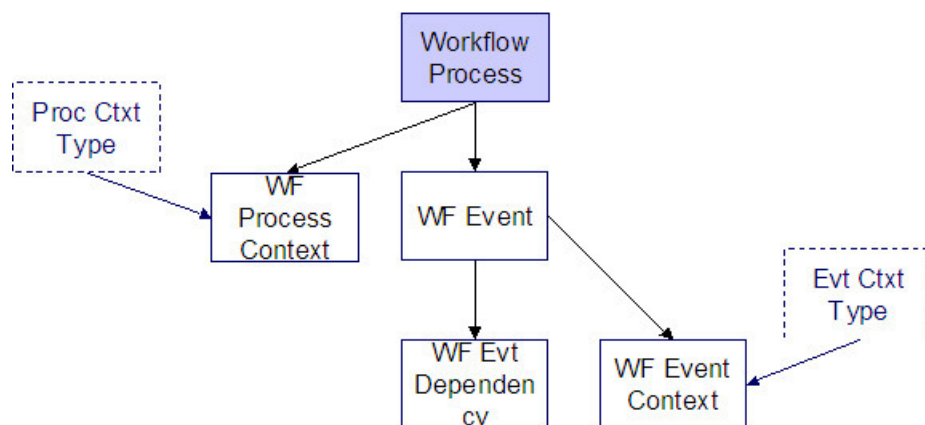 Workflow
Process
Proc Ctxt
Type
WF
Process
Context
WF Event
Evt Ctxt
Type
WF Evt
Dependen
cy
WF Event
Context